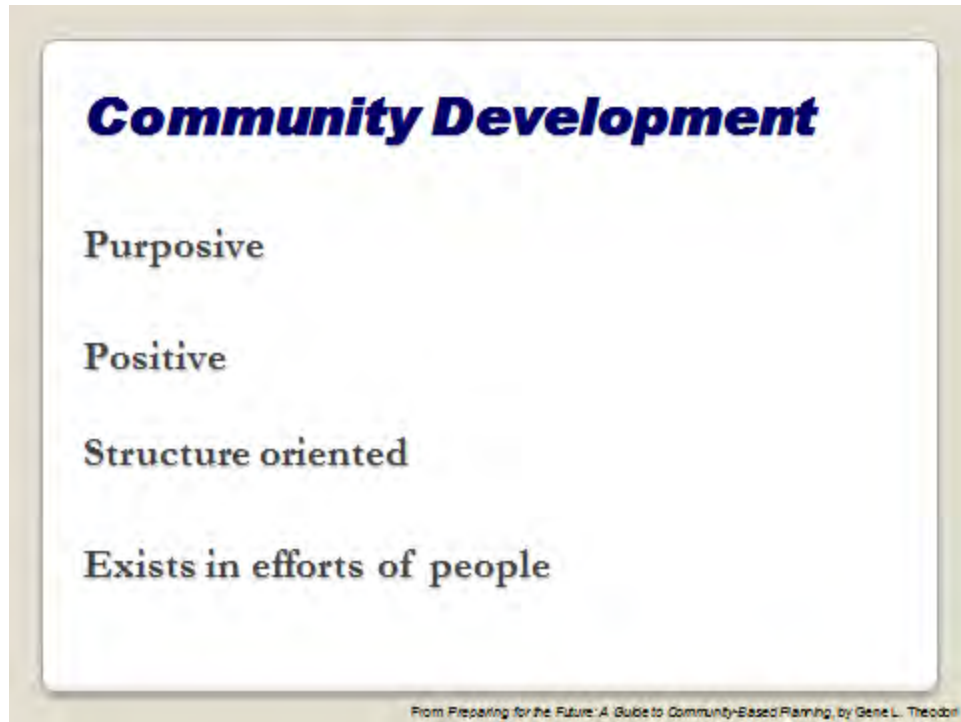 Community Development
Purposive
Positive
Structure oriented
Exists in efforts of people
From Preparing for the Future: A Guide to Community-Based Planning, by Gene L. Theodori